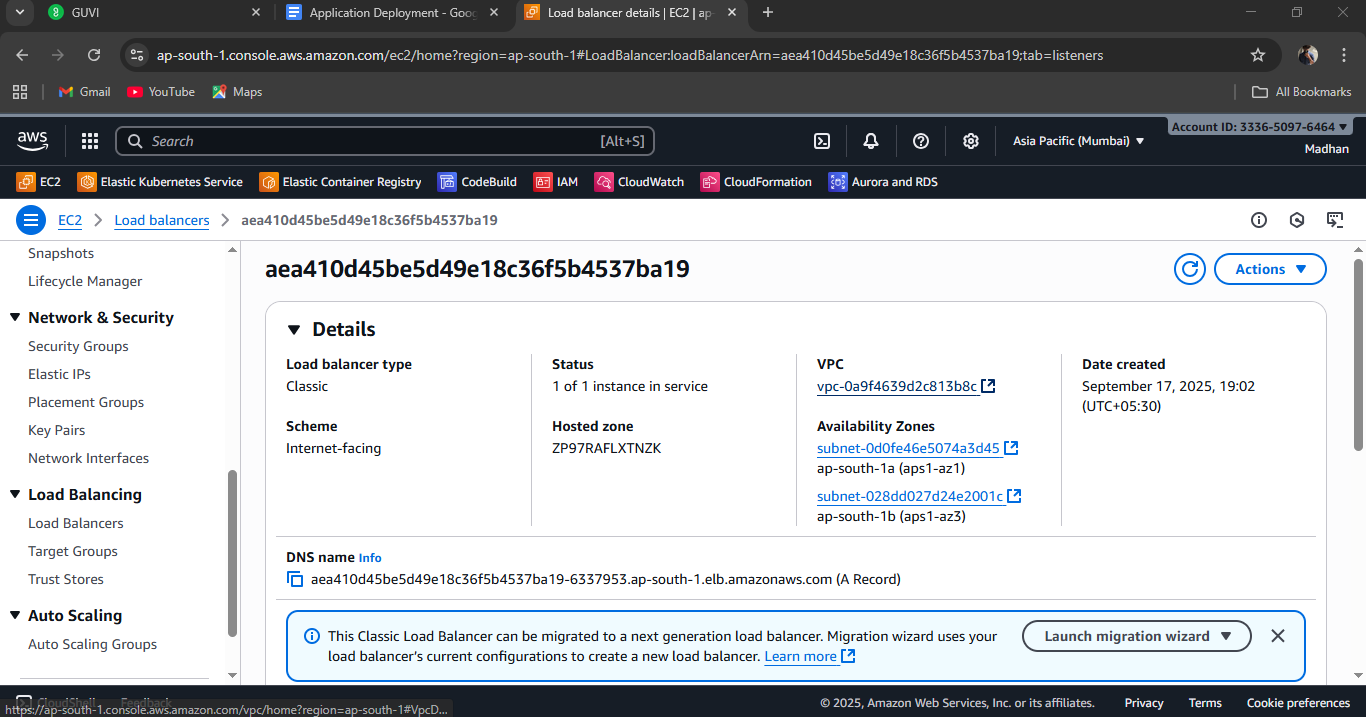 GUVI
Application Deployment - Goog
Load balancer details | EC2 | ap-
ap-south-1.console.aws.amazon.com/ec2/home?region=ap-south-1#LoadBalancer:loadBalancerArn=aea410d45be5d49e18c36f5b4537ba19;tab=listeners
Gmail
YouTube
Maps
All Bookmarks
aws
Search
[Alt+S]
Asia Pacific (Mumbai)
Account ID: 3336-5097-6464
Madhan
EC2
Elastic Kubernetes Service
Elastic Container Registry
CodeBuild
IAM
CloudWatch
CloudFormation
Aurora and RDS
EC2
Load balancers
aea410d45be5d49e18c36f5b4537ba19
Snapshots
Lifecycle Manager
Network & Security
Security Groups
Elastic IPs
Placement Groups
Key Pairs
Network Interfaces
Load Balancing
Load Balancers
Target Groups
Trust Stores
Auto Scaling
Auto Scaling Groups
aea410d45be5d49e18c36f5b4537ba19
Actions
Details
Load balancer type
Classic
Scheme
Internet-facing
Status
1 of 1 instance in service
Hosted zone
ZP97RAFLXTNZK
VPC
vpc-0a9f4639d2c813b8c
Availability Zones
subnet-0d0fe46e5074a3d45
ap-south-1a (aps1-az1)
subnet-028dd027d24e2001c
ap-south-1b (aps1-az3)
Date created
September 17, 2025, 19:02
(UTC+05:30)
DNS name Info
aea410d45be5d49e18c36f5b4537ba19-6337953.ap-south-1.elb.amazonaws.com (A Record)
This Classic Load Balancer can be migrated to a next generation load balancer. Migration wizard uses your
load balancer's current configurations to create a new load balancer. Learn more
Launch migration wizard
CloudShell
Feedback
https://ap-south-1.console.aws.amazon.com/vpc/home?region=ap-south-1#VpcD...
© 2025, Amazon Web Services, Inc. or its affiliates.
Privacy
Terms
Cookie preferences